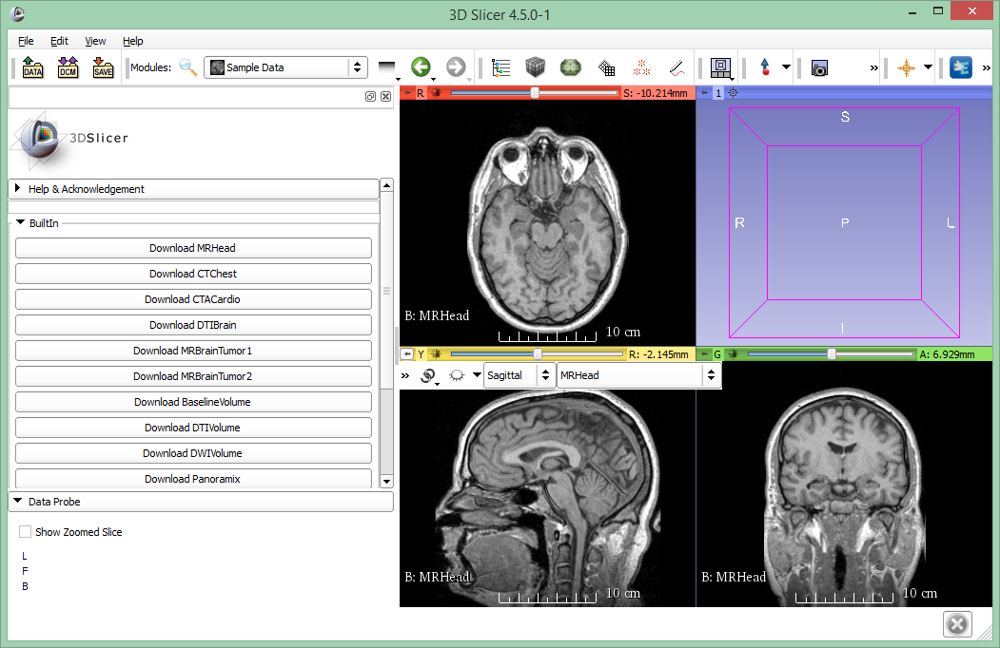 3D Slicer 4.5.0-1
File Edit View Help
DATA DCM SAVE Modules: Sample Data
R S: -10.214mm 1
3DSlicer
Help & Acknowledgement
BuiltIn
Download MRHead
Download CTChest
Download CTACardio
Download DTIBrain
Download MRBrainTumor1
Download MRBrainTumor2
Download BaselineVolume
Download DTIVolume
Download DWIVolume
Download Panoramix
Data Probe
Show Zoomed Slice
L
F
B
B: MRHead
10 cm
S
R P L
I
Y R: -2.145mm G A: 6.929mm
Sagittal MRHead
B: MRHead
10 cm
B: MRHead
10 cm